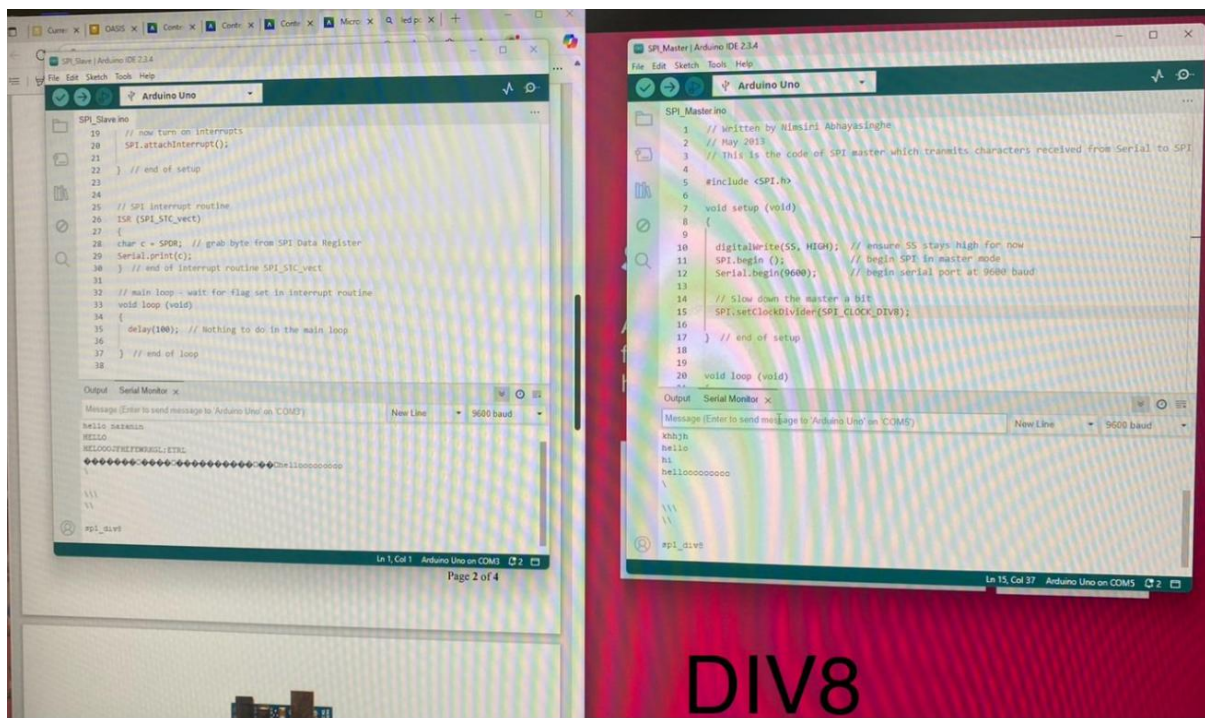 Curre
OASIS
Contr
Contr
Contr
Micro
led po
SPI_Slave | Arduino IDE 2.3.4
File Edit Sketch Tools Help
Arduino Uno
SPI_Slave.ino
19 // now turn on interrupts
20 SPI.attachInterrupt();
21
22 } // end of setup
23
24
25 // SPI interrupt routine
26 ISR (SPI_STC_vect)
27 {
28 char c = SPDR; // grab byte from SPI Data Register
29 Serial.print(c);
30 } // end of interrupt routine SPI_STC_vect
31
32 // main loop - wait for flag set in interrupt routine
33 void loop (void)
34 {
35 delay(100); // Nothing to do in the main loop
36
37 } // end of loop
38
Output Serial Monitor
Message (Enter to send message to 'Arduino Uno' on 'COM3')
New Line
9600 baud
hello nazanin
HELLO
\
\\\
\\
spi_div8
Ln 1, Col 1 Arduino Uno on COM3 2
Page 2 of 4
SPI_Master | Arduino IDE 2.3.4
File Edit Sketch Tools Help
Arduino Uno
SPI_Master.ino
1 // Written by Nimsiri Abhayasinghe
2 // May 2013
3 // This is the code of SPI master which tranmits characters received from Serial to SPI
4
5 #include <SPI.h>
6
7 void setup (void)
8 {
9
10 digitalWrite(SS, HIGH); // ensure SS stays high for now
11 SPI.begin (); // begin SPI in master mode
12 Serial.begin(9600); // begin serial port at 9600 baud
13
14 // Slow down the master a bit
15 SPI.setClockDivider(SPI_CLOCK_DIV8);
16
17 } // end of setup
18
19
20 void loop (void)
Output Serial Monitor
Message (Enter to send message to 'Arduino Uno' on 'COM5')
New Line
9600 baud
khhjh
hello
hi
hellooooooooo
\
\\\
\\
spi_div8
Ln 15, Col 37 Arduino Uno on COM5 2
DIV8